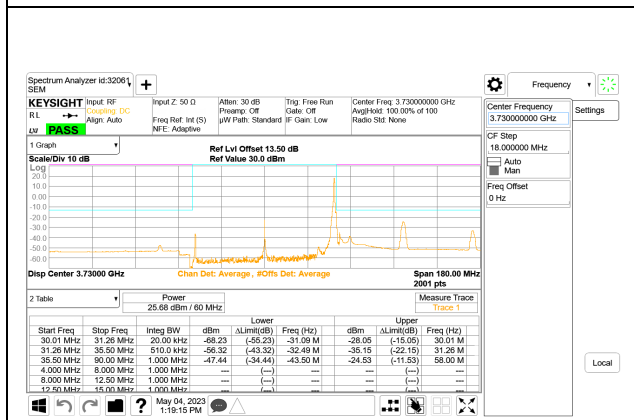 Spectrum Analyzer id:32061
SEM
+
Frequency
KEYSIGHT Input: RF Input Z: 50 Ω Atten: 30 dB Trig: Free Run Center Freq: 3.730000000 GHz
RL Coupling: DC Preamp: Off Gate: Off Avg|Hold: 100.00% of 100
Align: Auto Freq Ref: Int (S) µW Path: Standard IF Gain: Low Radio Std: None
NFE: Adaptive
LXI PASS
Center Frequency
3.730000000 GHz
Settings
CF Step
18.000000 MHz
Auto
Man
Freq Offset
0 Hz
Local
1 Graph
Ref Lvl Offset 13.50 dB
Scale/Div 10 dB Ref Value 30.0 dBm
Log
20.0
10.0
0.00
-10.0
-20.0
-30.0
-40.0
-50.0
-60.0
Disp Center 3.73000 GHz Chan Det: Average , #Offs Det: Average Span 180.00 MHz
2001 pts
2 Table Power Measure Trace
25.68 dBm / 60 MHz Trace 1
Lower Upper
Start Freq Stop Freq Integ BW dBm ΔLimit(dB) Freq (Hz) dBm ΔLimit(dB) Freq (Hz)
30.01 MHz 31.26 MHz 20.00 kHz -68.23 (-55.23) -31.09 M -28.05 (-15.05) 30.01 M
31.26 MHz 35.50 MHz 510.0 kHz -56.32 (-43.32) -32.49 M -35.15 (-22.15) 31.26 M
35.50 MHz 90.00 MHz 1.000 MHz -47.44 (-34.44) -43.50 M -24.53 (-11.53) 58.00 M
4.000 MHz 8.000 MHz 1.000 MHz --- (---) --- --- (---) ---
8.000 MHz 12.50 MHz 1.000 MHz --- (---) --- --- (---) ---
12.50 MHz 15.00 MHz 1.000 MHz --- (---) --- --- (---) ---
? May 04, 2023
1:19:15 PM